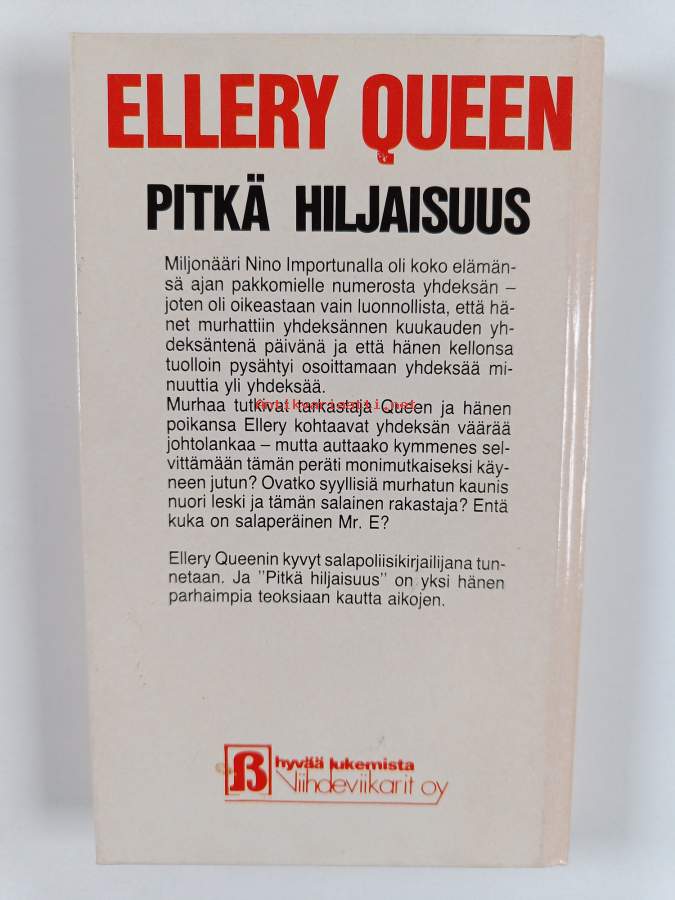 ELLERY QUEEN
PITKÄ HILJAISUUS
Miljonääri Nino Importunalla oli koko elämän-
sä ajan pakkomielle numerosta yhdeksän –
joten oli oikeastaan vain luonnollista, että hä-
net murhattiin yhdeksännen kuukauden yh-
deksäntenä päivänä ja että hänen kellonsa
tuolloin pysähtyi osoittamaan yhdeksää mi-
nuuttia yli yhdeksää.
Murhaa tutkivat tarkastaja Queen ja hänen
antikvariaatti.net
poikansa Ellery kohtaavat yhdeksän väärää
johtolankaa – mutta auttaako kymmenes sel-
vittämään tämän peräti monimutkaiseksi käy-
neen jutun? Ovatko syyllisiä murhatun kaunis
nuori leski ja tämän salainen rakastaja? Entä
kuka on salaperäinen Mr. E?
Ellery Queenin kyvyt salapoliisikirjailijana tun-
netaan. Ja "Pitkä hiljaisuus" on yksi hänen
parhaimpia teoksiaan kautta aikojen.
hyvää lukemista
Viihdeviikarit oy